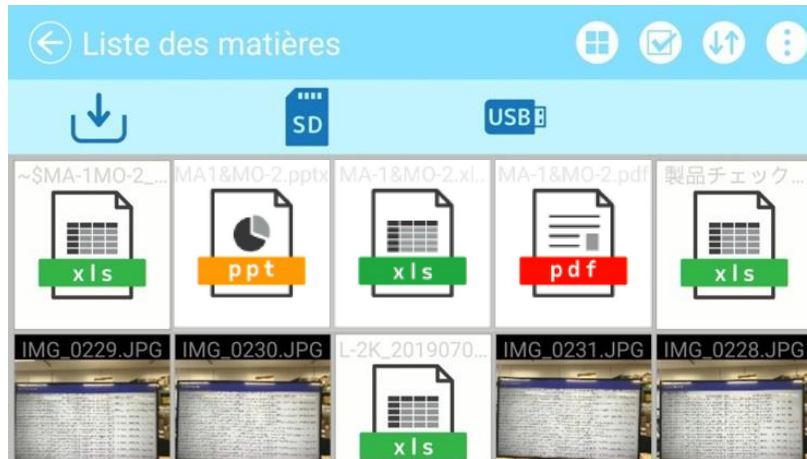 Liste des matières
SD
USB
~$MA-1MO-2_...
MA1&MO-2.pptx
MA-1&MO-2.xl..
MA-1&MO-2.pdf
製品チェック...
xls
ppt
xls
pdf
xls
IMG_0229.JPG
IMG_0230.JPG
L-2K_2019070...
IMG_0231.JPG
IMG_0228.JPG
xls